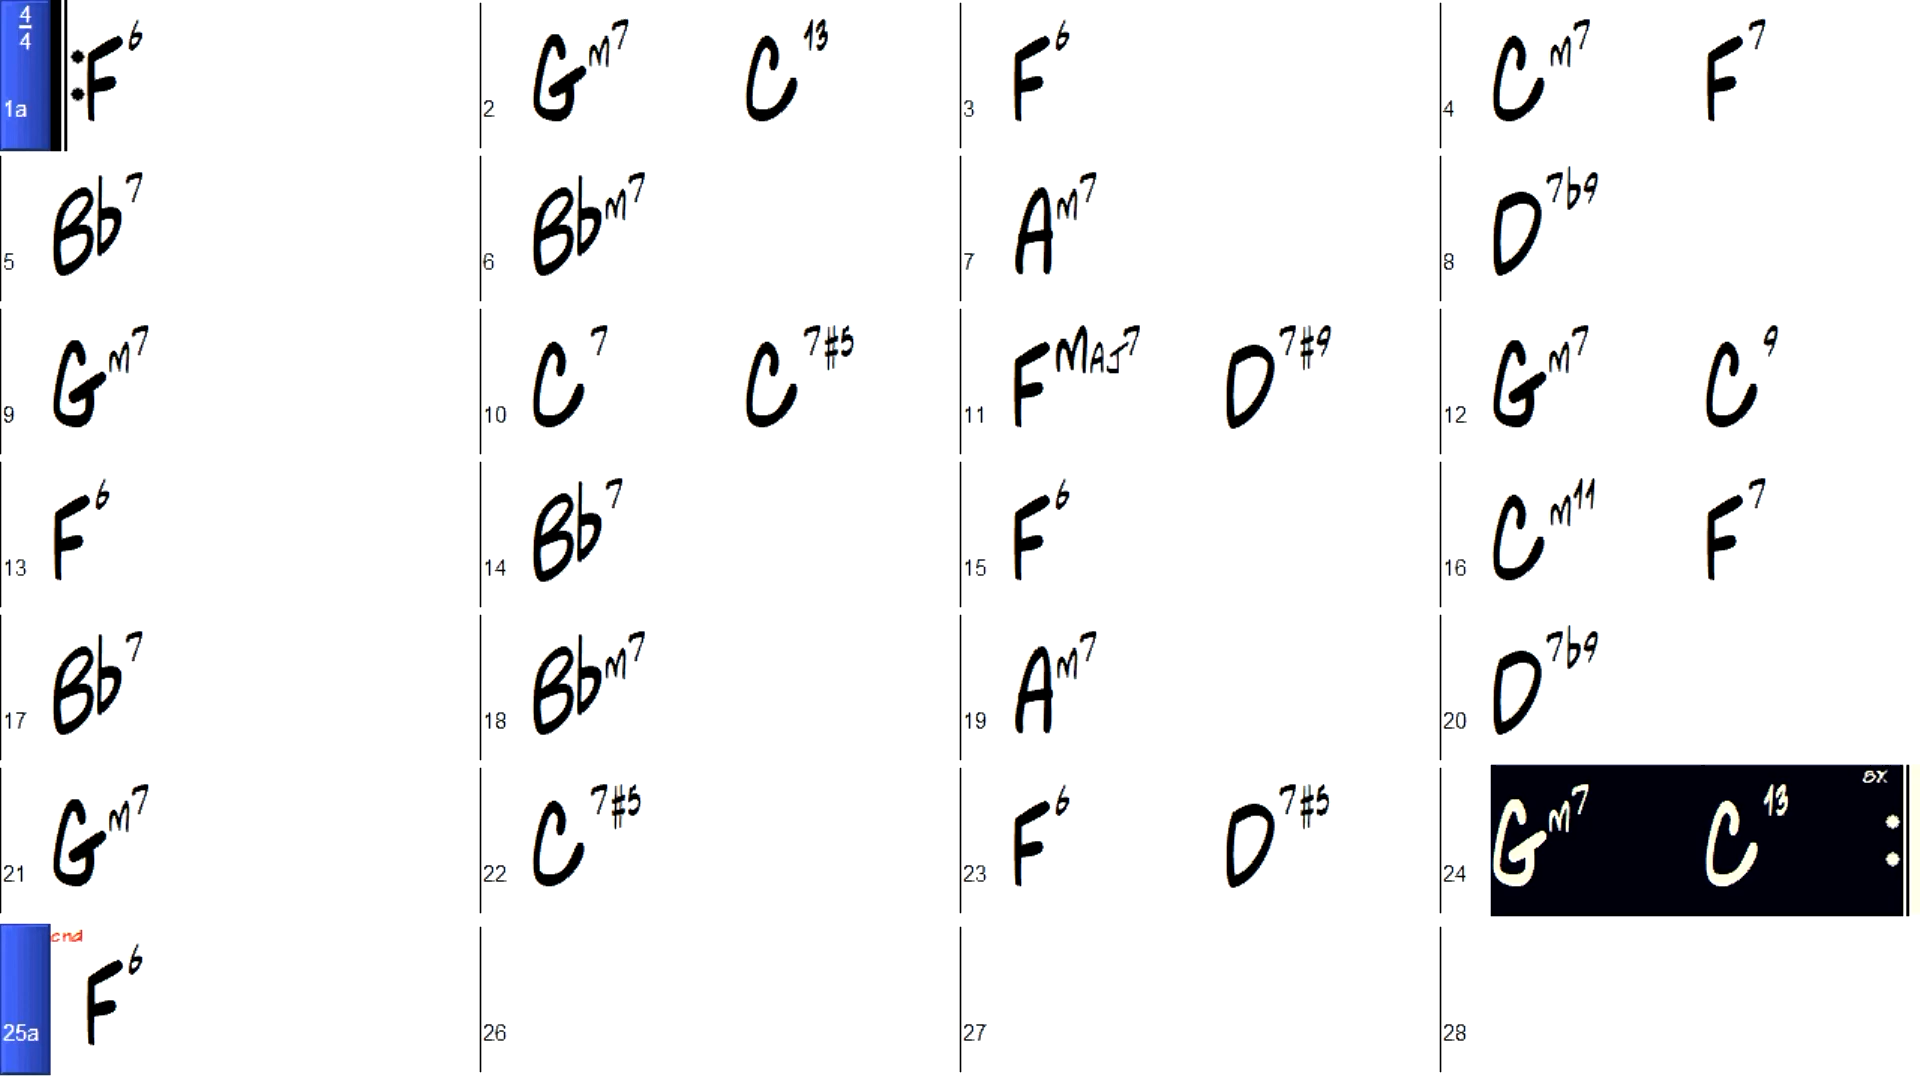 4/4 1a F6 2 Gm7 C13 3 F6 4 Cm7 F7
5 Bb7 6 Bbm7 7 Am7 8 D7b9
9 Gm7 10 C7 C7#5 11 FMAJ7 D7#9 12 Gm7 C9
13 F6 14 Bb7 15 F6 16 Cm11 F7
17 Bb7 18 Bbm7 19 Am7 20 D7b9
21 Gm7 22 C7#5 23 F6 D7#5 24 Gm7 C13
25a end F6 26 27 28